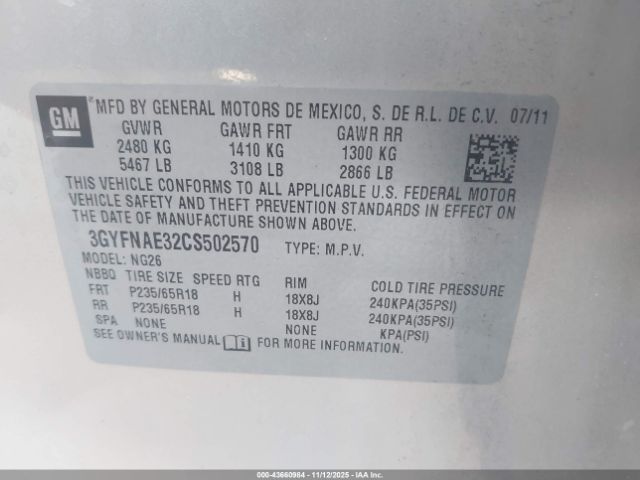 GM ® MFD BY GENERAL MOTORS DE MEXICO, S. DE R.L. DE C.V. 07/11
GVWR GAWR FRT GAWR RR
2480 KG 1410 KG 1300 KG
5467 LB 3108 LB 2866 LB
THIS VEHICLE CONFORMS TO ALL APPLICABLE U.S. FEDERAL MOTOR
VEHICLE SAFETY AND THEFT PREVENTION STANDARDS IN EFFECT ON
THE DATE OF MANUFACTURE SHOWN ABOVE.
3GYFNAE32CS502570 TYPE: M.P.V.
MODEL: NG26
NBBQ TIRE SIZE SPEED RTG RIM COLD TIRE PRESSURE
FRT P235/65R18 H 18X8J 240KPA(35PSI)
RR P235/65R18 H 18X8J 240KPA(35PSI)
SPA NONE NONE KPA(PSI)
SEE OWNER'S MANUAL i FOR MORE INFORMATION.
000-43660964 - 11/12/2025 - IAAI.COM